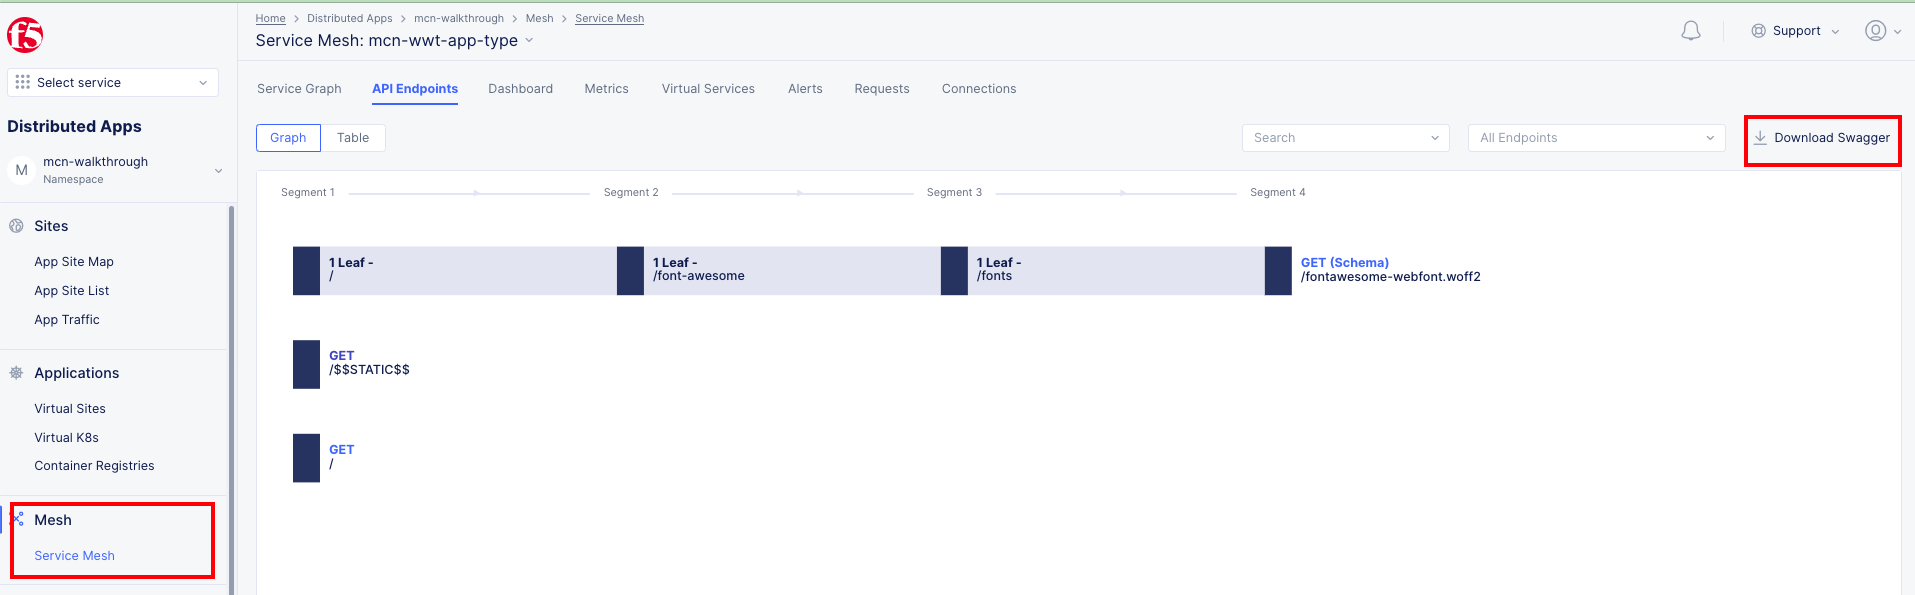 Home > Distributed Apps > mcn-walkthrough > Mesh > Service Mesh
Service Mesh: mcn-wwt-app-type
Support
f5
Select service
Distributed Apps
M
mcn-walkthrough
Namespace
Sites
App Site Map
App Site List
App Traffic
Applications
Virtual Sites
Virtual K8s
Container Registries
Mesh
Service Mesh
Service Graph API Endpoints Dashboard Metrics Virtual Services Alerts Requests Connections
Graph Table Search All Endpoints Download Swagger
Segment 1 Segment 2 Segment 3 Segment 4
1 Leaf -
/
1 Leaf -
/font-awesome
1 Leaf -
/fonts
GET (Schema)
/fontawesome-webfont.woff2
GET
/$$STATIC$$
GET
/